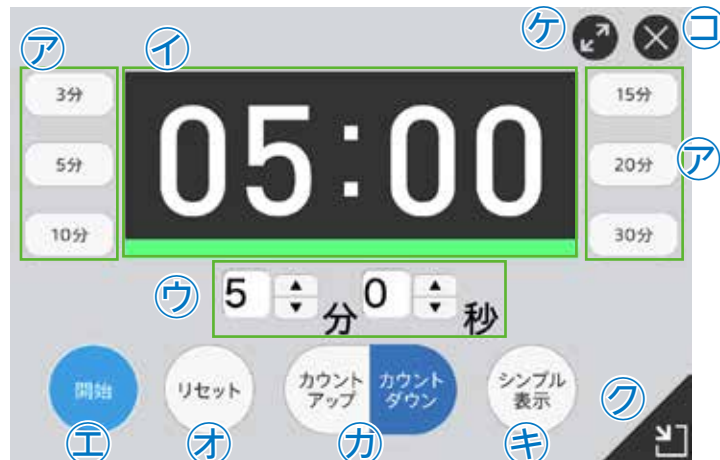 ㋘ ㋙
㋐ ㋑
3分 05:00 15分
5分 20分 ㋐
10分 30分
㋒ 5 ▲▼ 分 0 ▲▼ 秒
開始 リセット カウントアップ カウントダウン シンプル表示 ㋗
㋓ ㋔ ㋕ ㋖